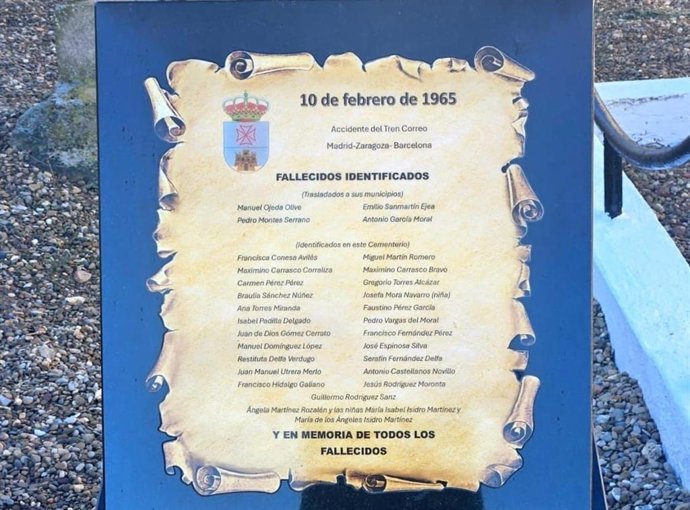 10 de febrero de 1965
Accidente del Tren Correo
Madrid-Zaragoza- Barcelona
FALLECIDOS IDENTIFICADOS
(Trasladados a sus municipios)
Manuel Ojeda Olivo Emilio Sanmartín Ejea
Pedro Montes Serrano Antonio García Moral
(Identificados en este Cementerio)
Francisca Conesa Avilés Miguel Martín Romero
Maximino Carrasco Corraliza Maximino Carrasco Bravo
Carmen Pérez Pérez Gregorio Torres Alcázar
Braulia Sánchez Núñez Josefa Mora Navarro (niña)
Ana Torres Miranda Faustino Pérez García
Isabel Padilla Delgado Pedro Vargas del Moral
Juan de Dios Gómez Cerrato Francisco Fernández Pérez
Manuel Domínguez López José Espinosa Silva
Restituta Delfa Verdugo Serafín Fernández Delfa
Juan Manuel Utrera Merlo Antonio Castellanos Novillo
Francisco Hidalgo Galiano Jesús Rodríguez Moronta
Guillermo Rodríguez Sanz
Ángela Martínez Rozalén y las niñas María Isabel Isidro Martínez y
María de los Ángeles Isidro Martínez
Y EN MEMORIA DE TODOS LOS
FALLECIDOS